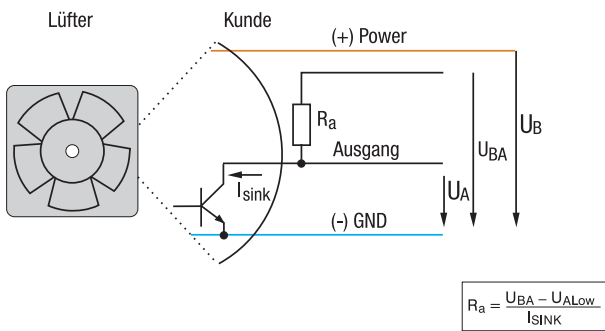 Lüfter
Kunde
(+) Power
Ra
UB
UBA
Ausgang
Isink
UA
(-) GND
Ra = UBA – UALow
ISINK